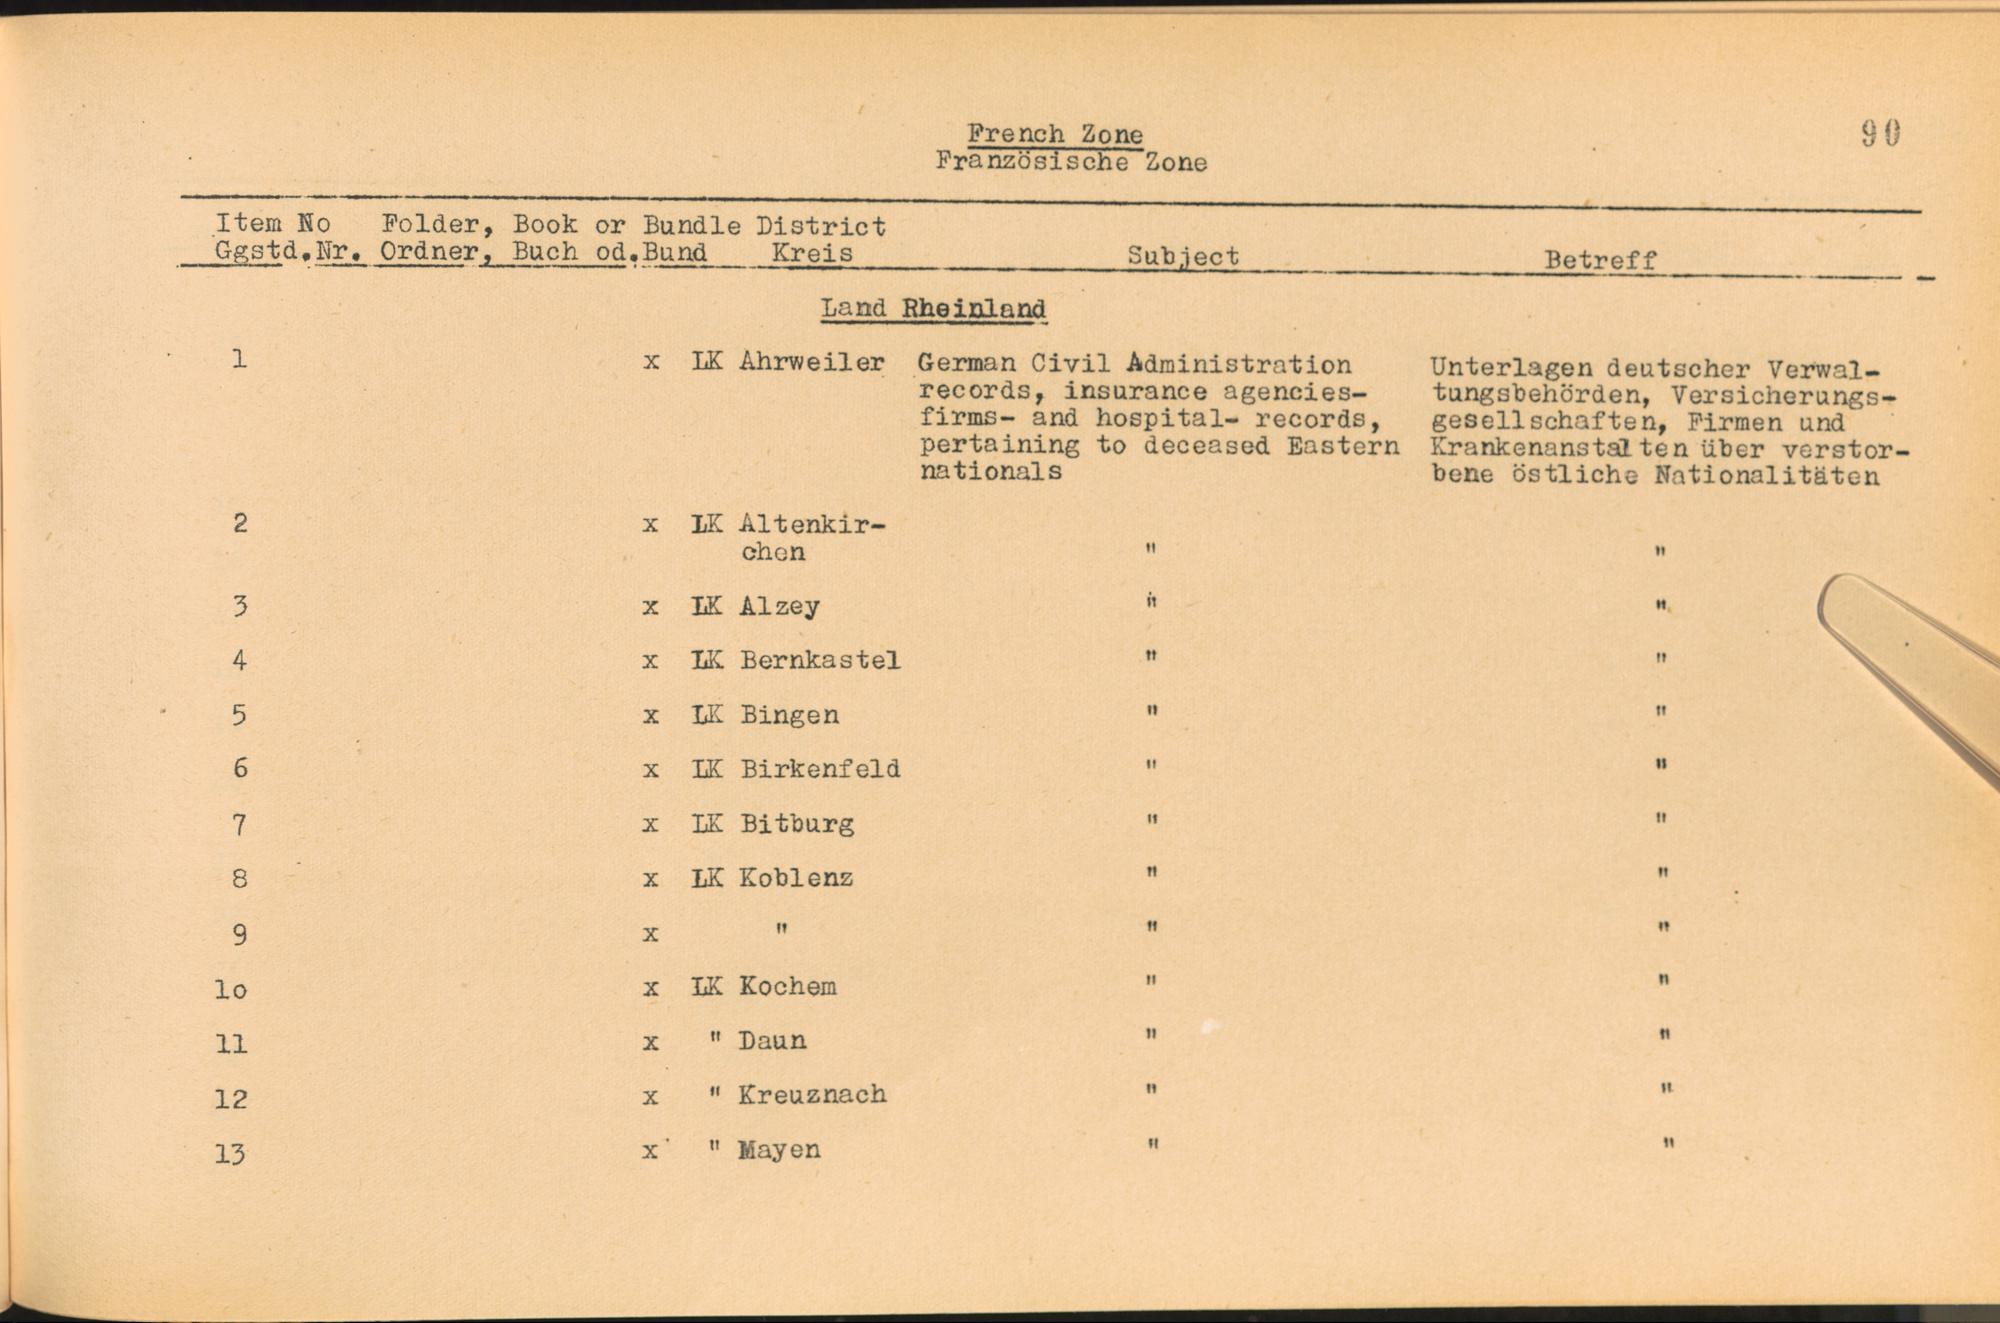 French Zone
90
Französische Zone
Item No Folder, Book or Bundle District
Ggstd.Nr. Ordner, Buch od.Bund Kreis Subject Betreff
Land Rheinland
1 x LK Ahrweiler German Civil Administration Unterlagen deutscher Verwal-
records, insurance agencies- tungsbehörden, Versicherungs-
firms- and hospital- records, gesellschaften, Firmen und
pertaining to deceased Eastern Krankenanstalten über verstor-
nationals bene östliche Nationalitäten
2 x LK Altenkir-
chen " "
3 x LK Alzey " "
4 x LK Bernkastel " "
5 x LK Bingen " "
6 x LK Birkenfeld " "
7 x LK Bitburg " "
8 x LK Koblenz " "
9 x " " "
1o x LK Kochem " "
11 x " Daun " "
12 x " Kreuznach " "
13 x " Mayen " "